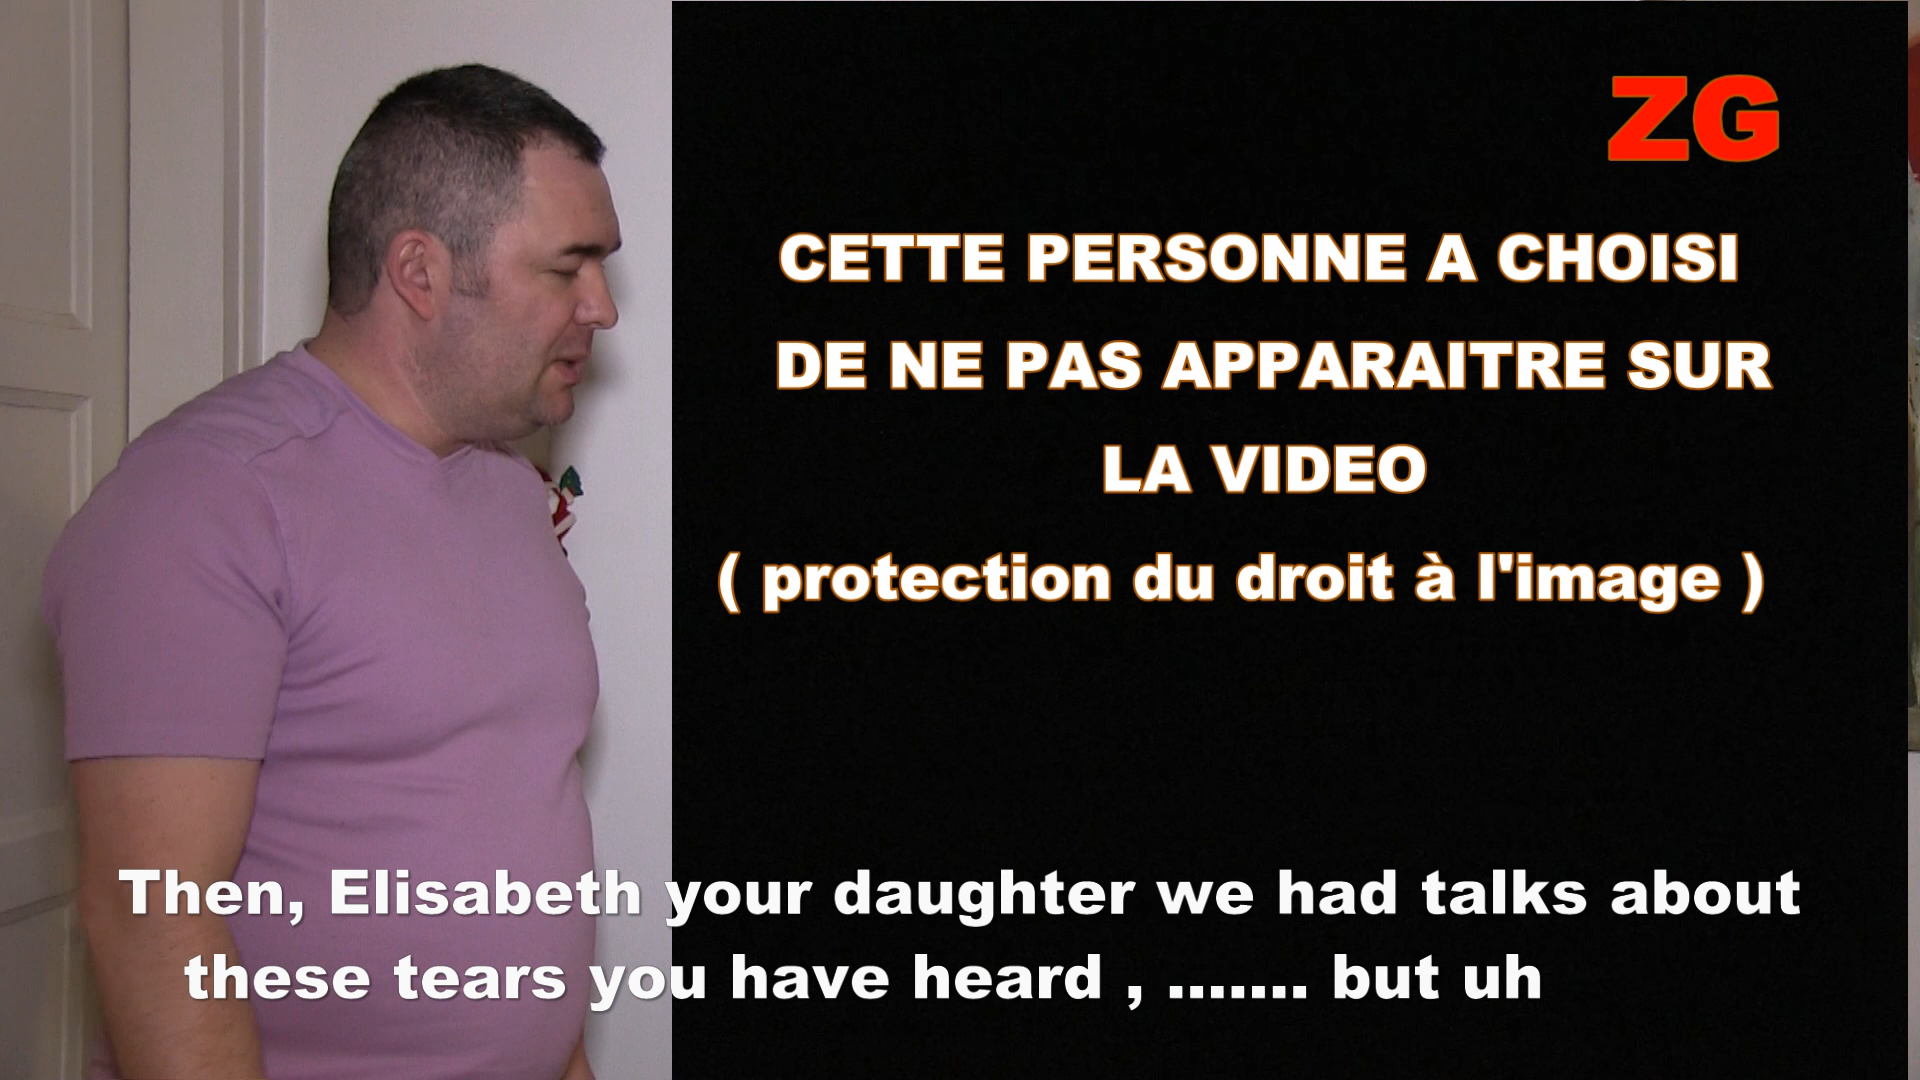 ZG
CETTE PERSONNE A CHOISI
DE NE PAS APPARAITRE SUR
LA VIDEO
( protection du droit à l'image )
Then, Elisabeth your daughter we had talks about
these tears you have heard , ....... but uh